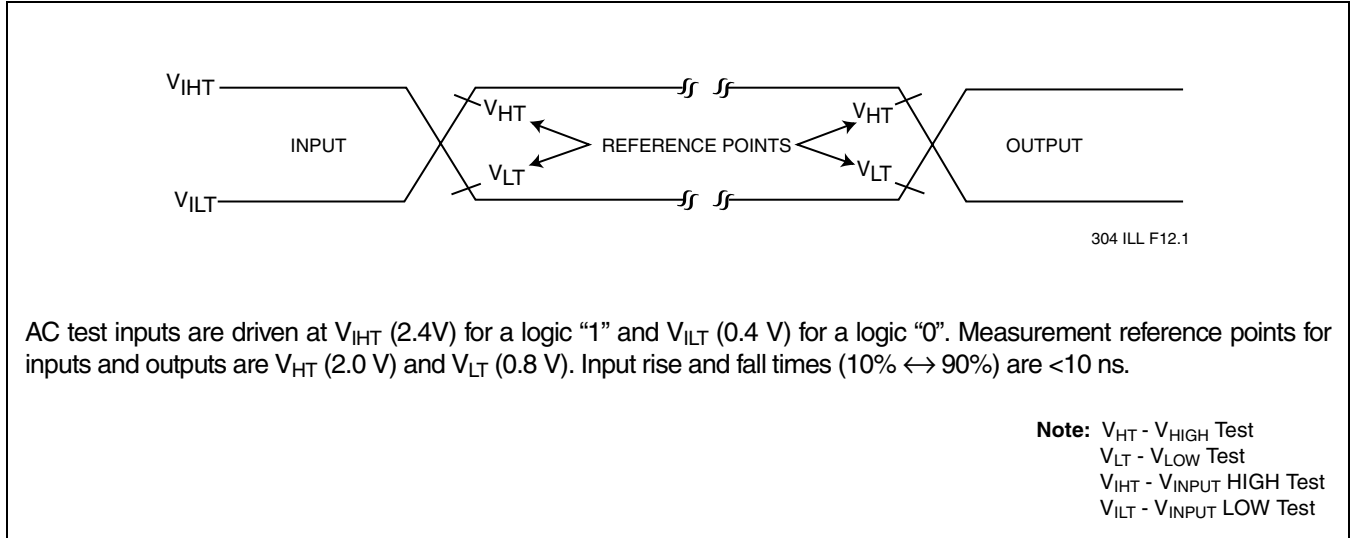 VIHT
VHT VHT
INPUT REFERENCE POINTS OUTPUT
VLT VLT
VILT
304 ILL F12.1
AC test inputs are driven at VIHT (2.4V) for a logic “1” and VILT (0.4 V) for a logic “0”. Measurement reference points for
inputs and outputs are VHT (2.0 V) and VLT (0.8 V). Input rise and fall times (10% ↔ 90%) are <10 ns.
Note: VHT - VHIGH Test
VLT - VLOW Test
VIHT - VINPUT HIGH Test
VILT - VINPUT LOW Test